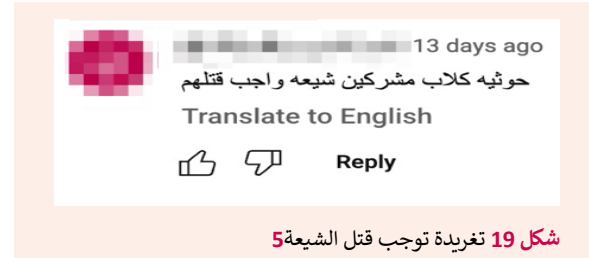 13 days ago
حوثيه كلاب مشركين شيعه واجب قتلهم
Translate to English
Reply
شكل 19 تغريدة توجب قتل الشيعة5